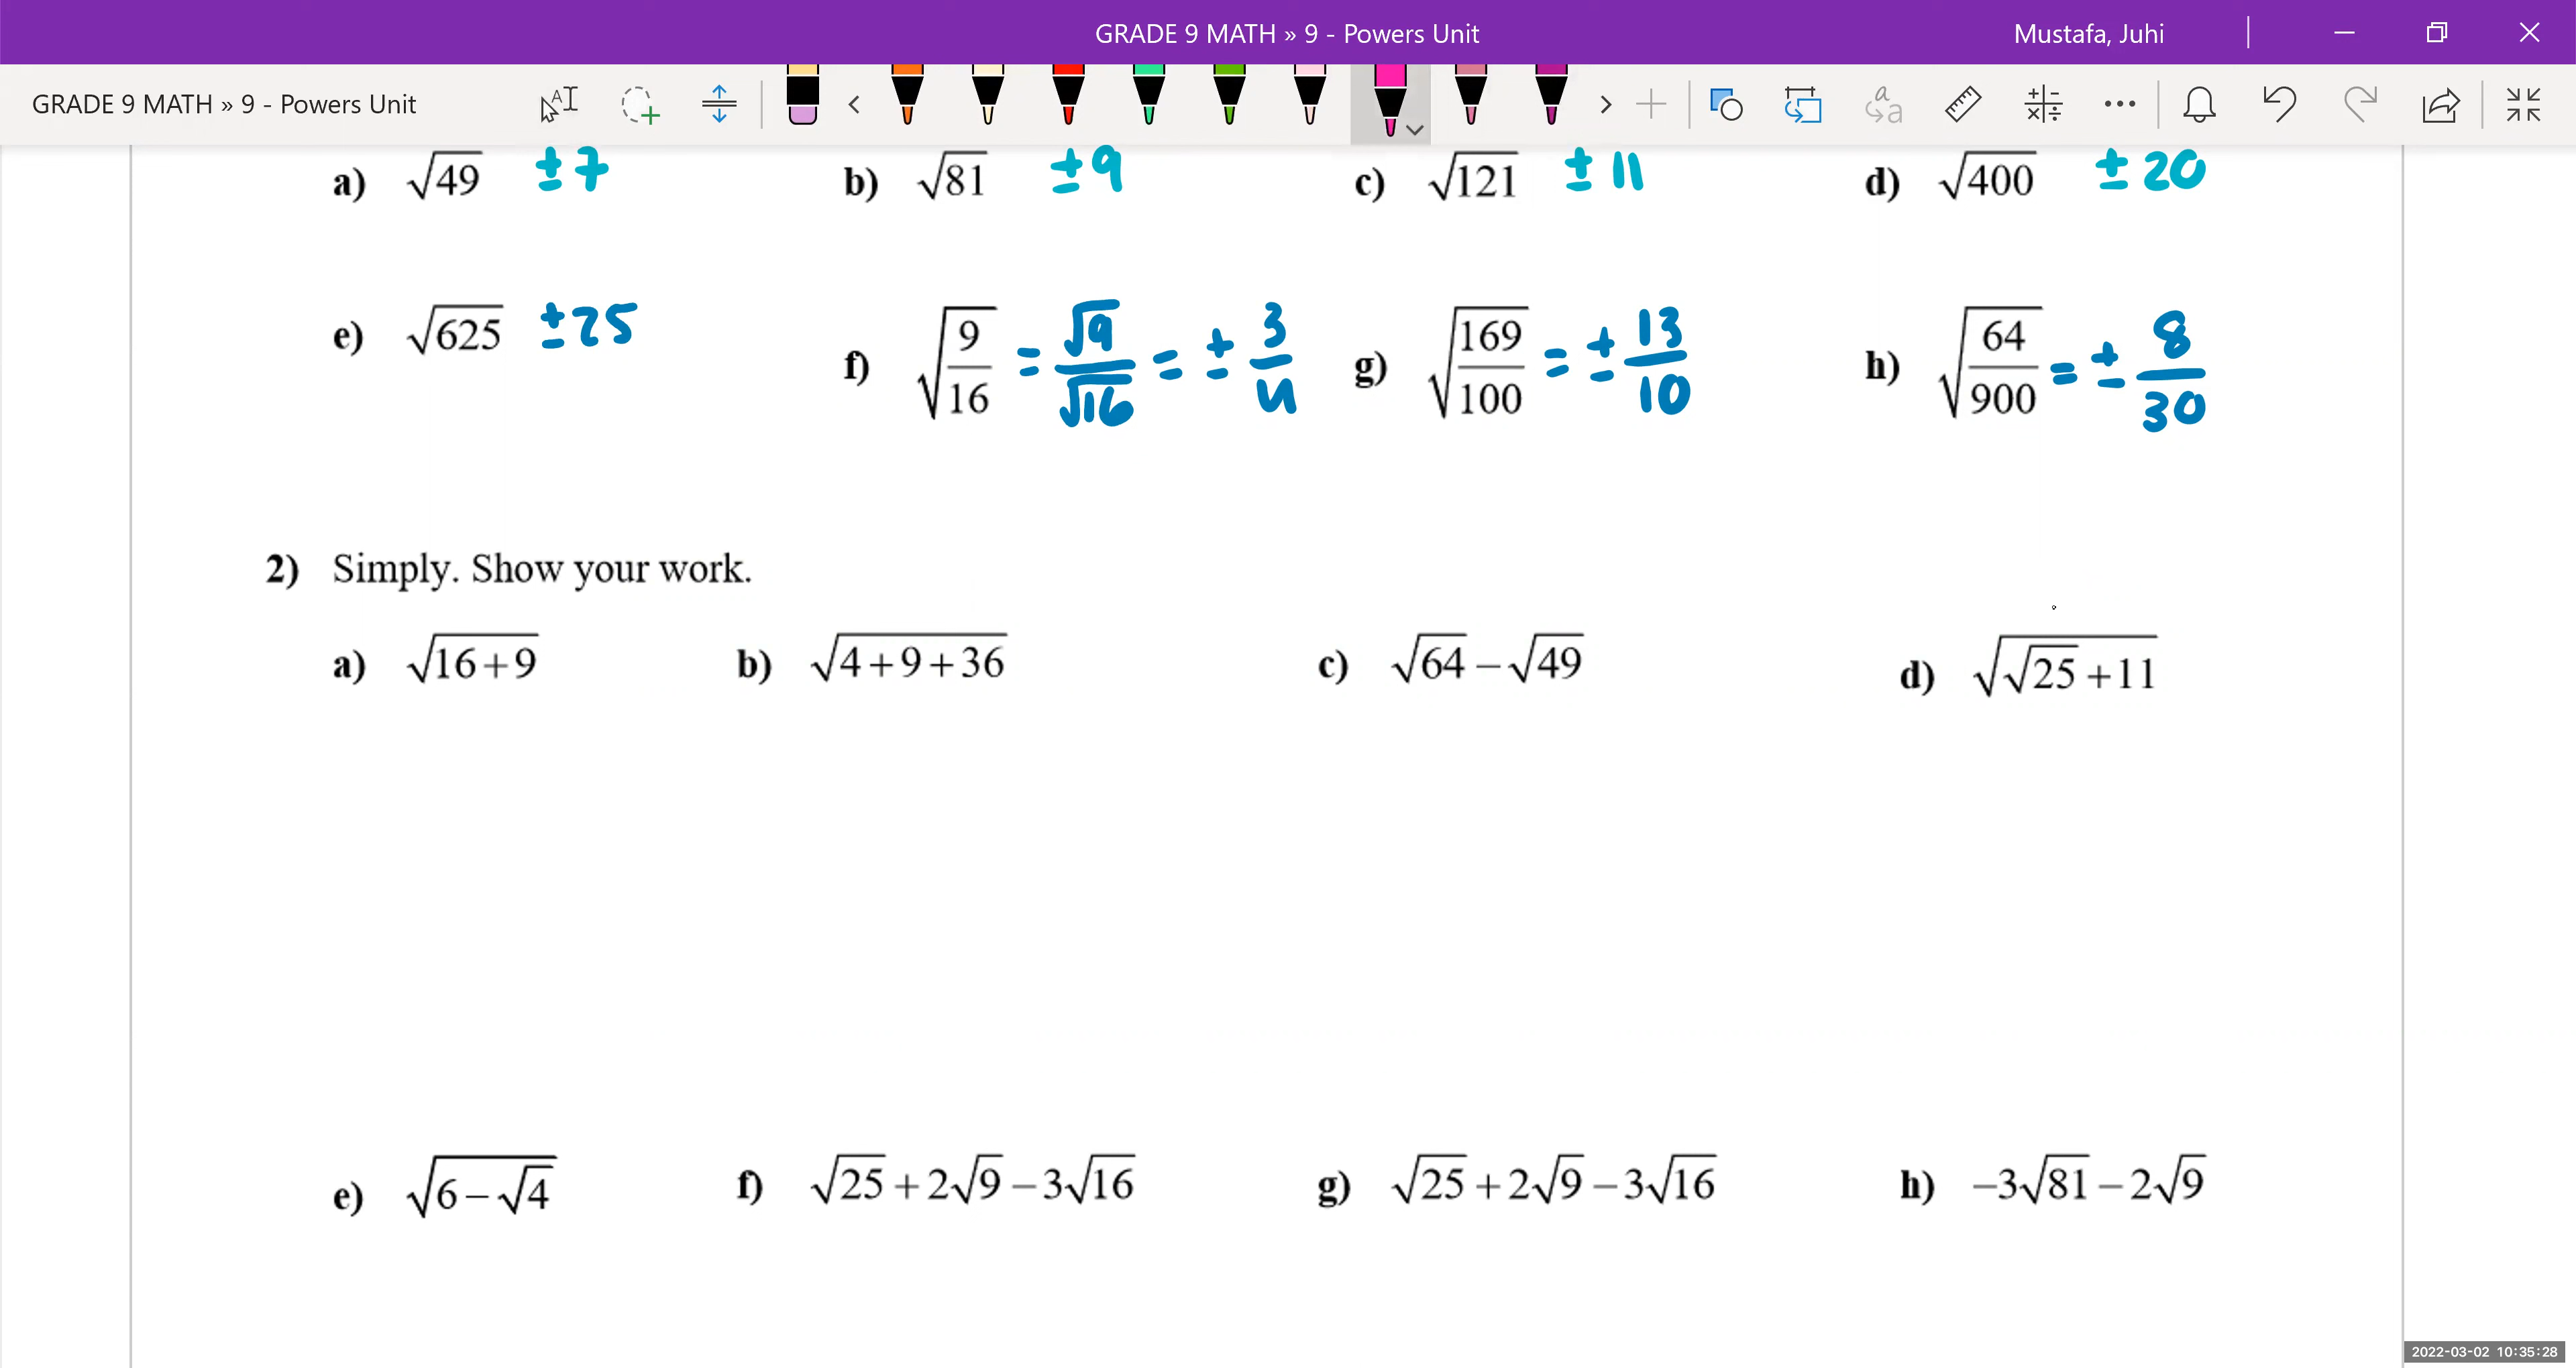 GRADE 9 MATH » 9 - Powers Unit
Mustafa, Juhi
GRADE 9 MATH » 9 - Powers Unit
a) √49 ±7 b) √81 ±9 c) √121 ±11 d) √400 ±20
e) √625 ±25 f) √(9/16) = √9/√16 = ± 3/4 g) √(169/100) = ± 13/10 h) √(64/900) = ± 8/30
2) Simply. Show your work.
a) √(16+9) b) √(4+9+36) c) √64 – √49 d) √(√25+11)
e) √(6–√4) f) √25+2√9–3√16 g) √25+2√9–3√16 h) –3√81–2√9
2022-03-02 10:35:28